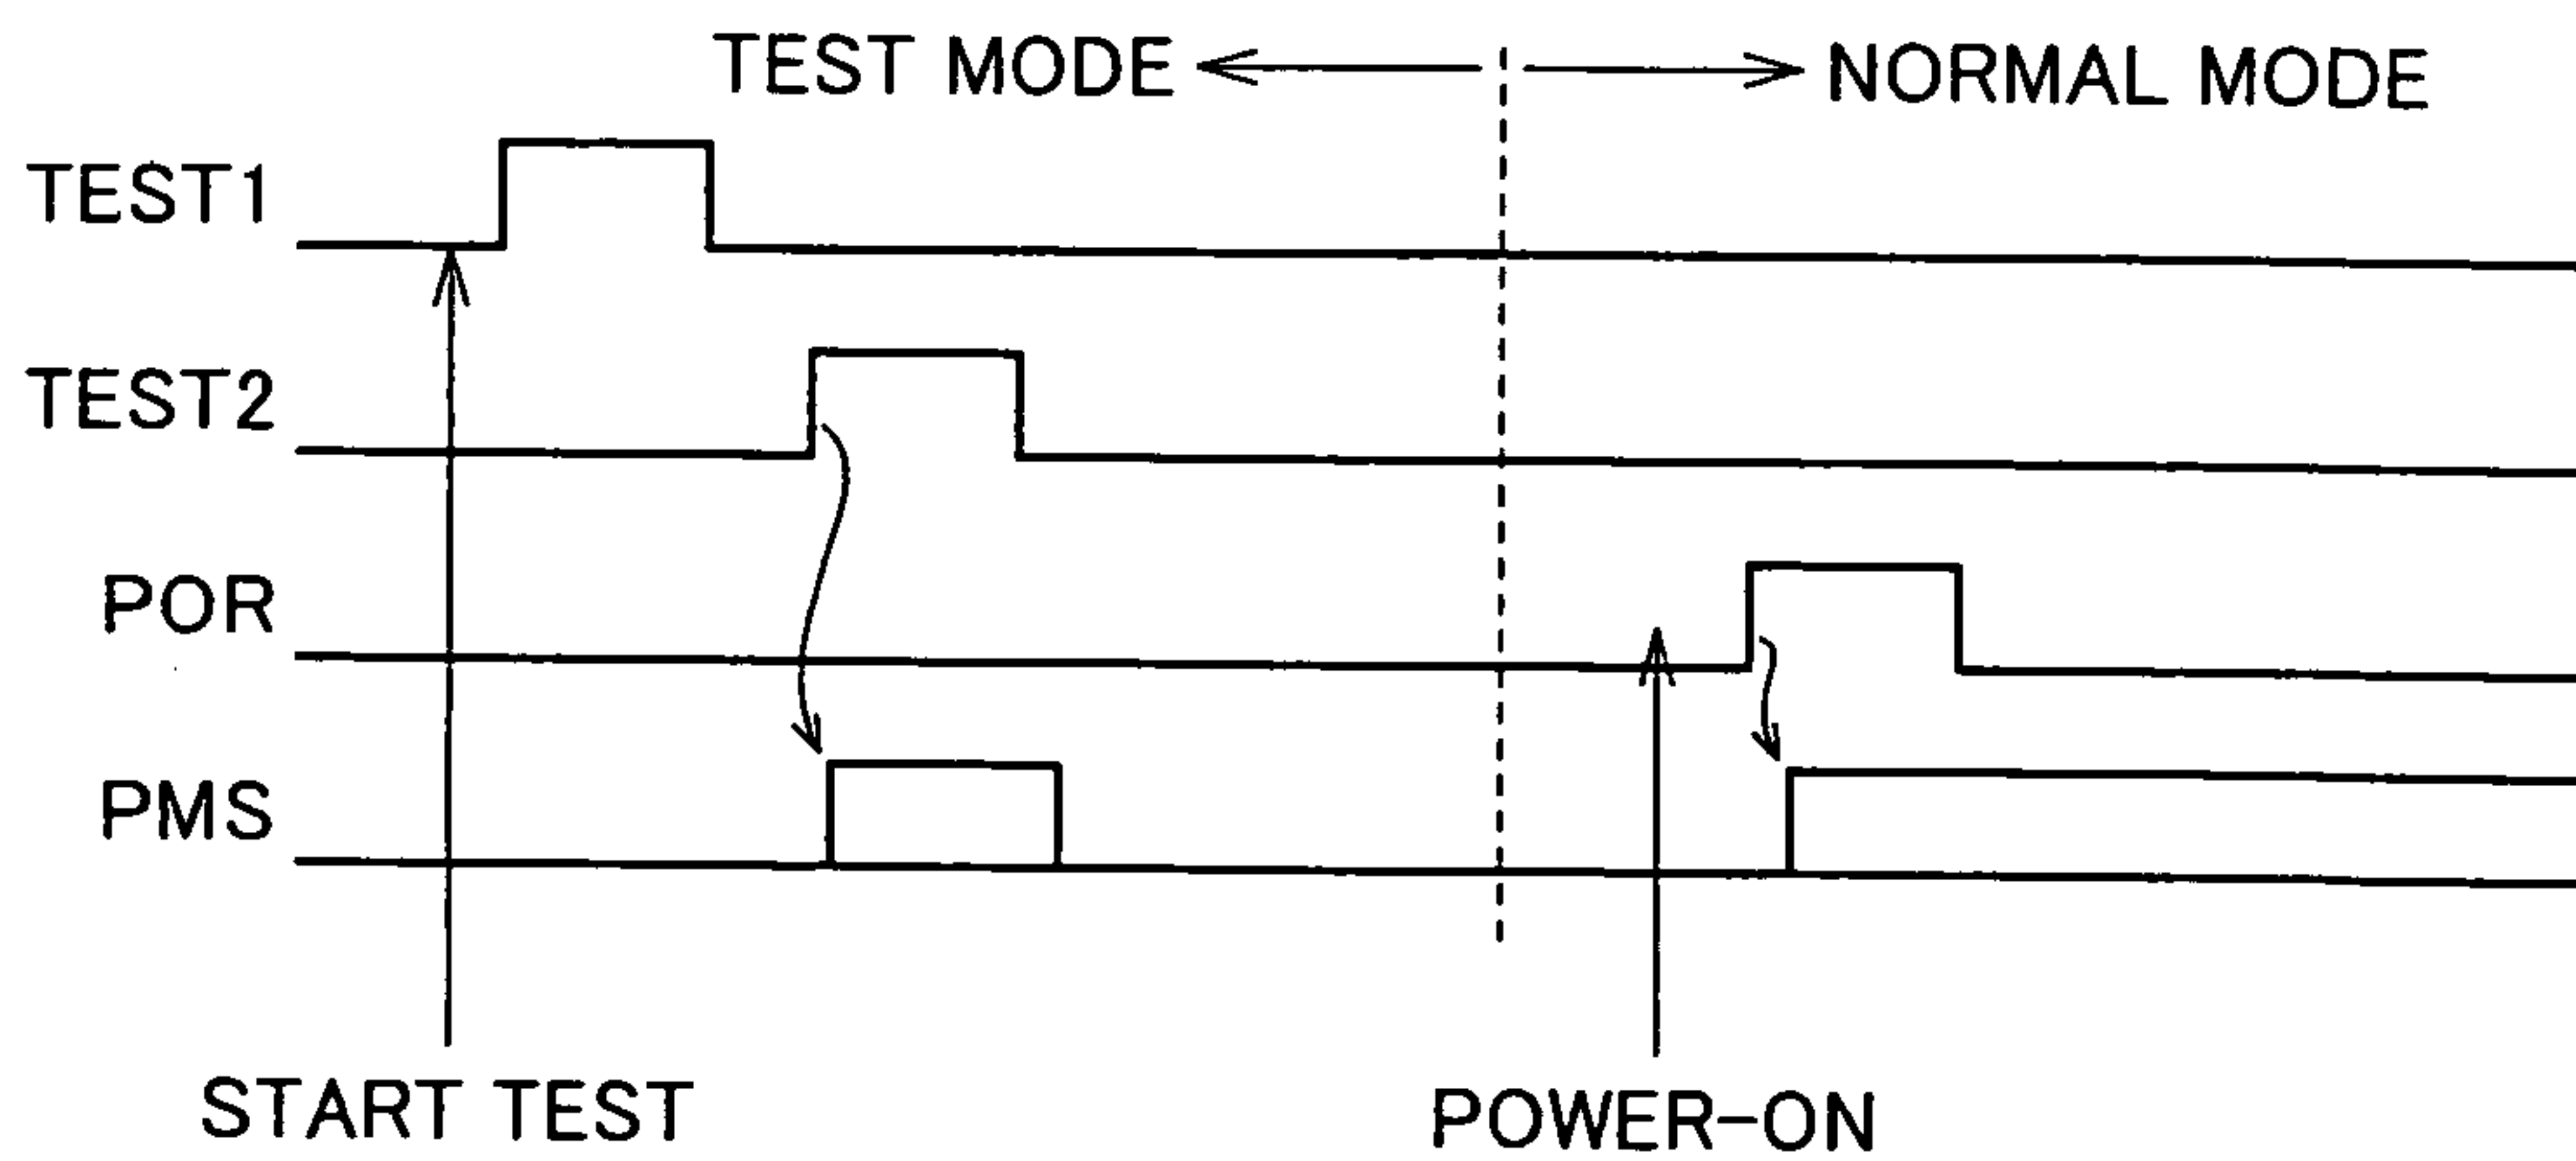 TEST MODE NORMAL MODE
TEST1
TEST2
POR
PMS
START TEST
POWER-ON